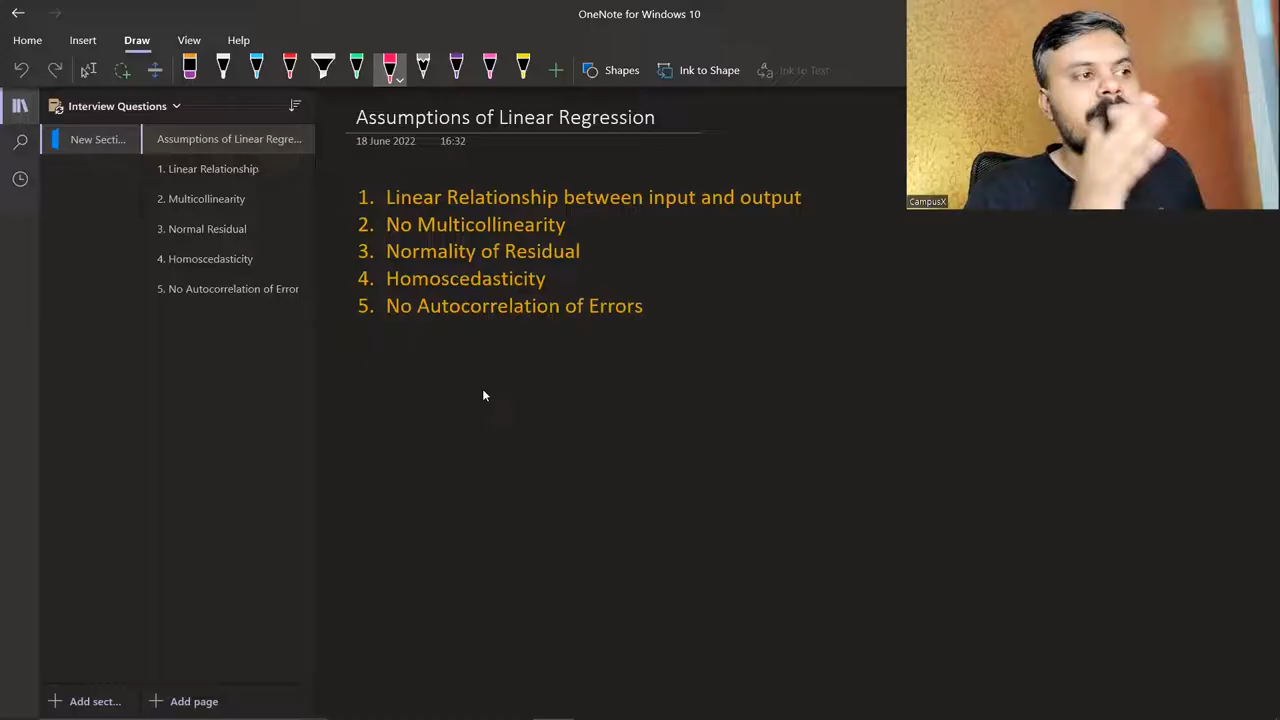 OneNote for Windows 10
Home Insert Draw View Help
Shapes Ink to Shape Ink to Text
Interview Questions
New Secti...
Assumptions of Linear Regre...
1. Linear Relationship
2. Multicollinearity
3. Normal Residual
4. Homoscedasticity
5. No Autocorrelation of Error
Assumptions of Linear Regression
18 June 2022 16:32
1. Linear Relationship between input and output
2. No Multicollinearity
3. Normality of Residual
4. Homoscedasticity
5. No Autocorrelation of Errors
CampusX
Add sect... Add page